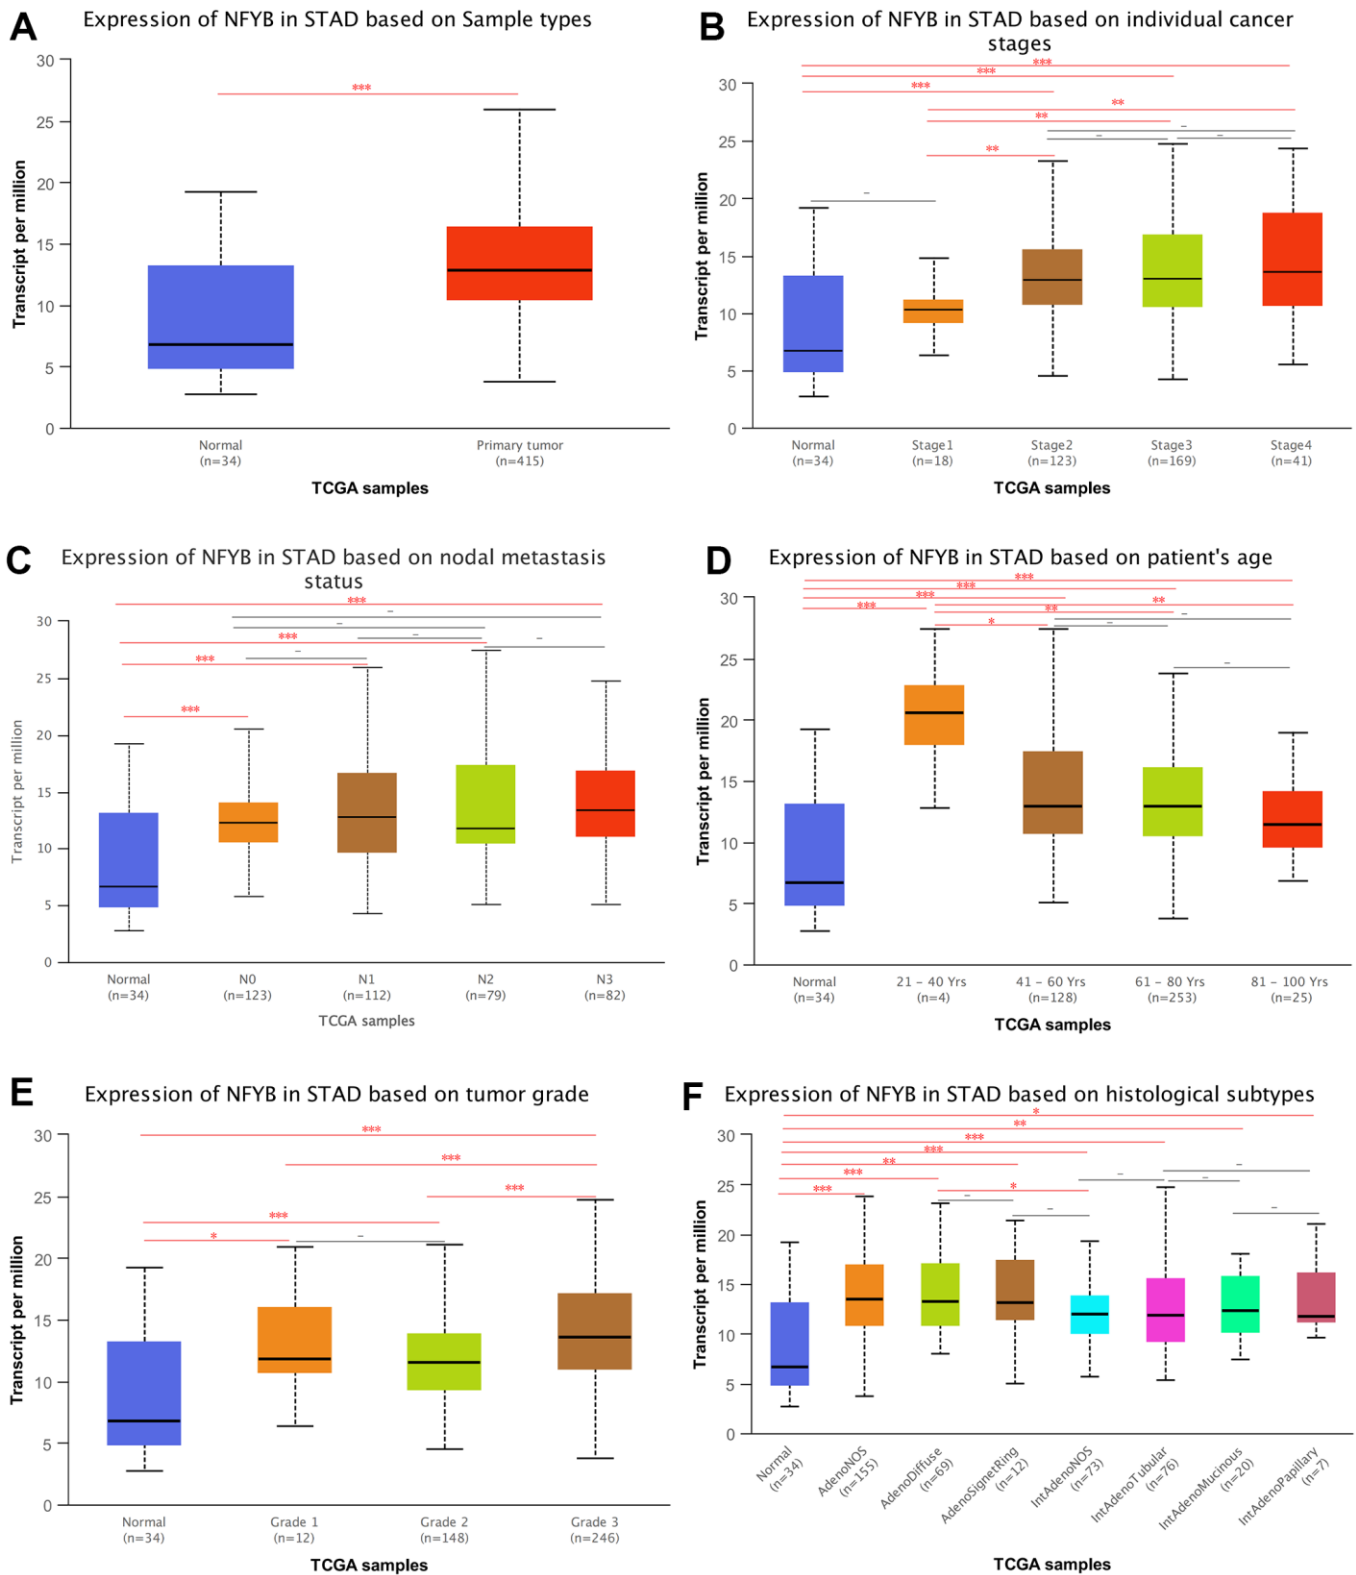 A
Expression of NFYB in STAD based on Sample types
Transcript per million
30
25
20
15
10
5
0
***
Normal
(n=34)
Primary tumor
(n=415)
TCGA samples
B
Expression of NFYB in STAD based on individual cancer
stages
Transcript per million
30
25
20
15
10
5
0
***
***
***
**
**
–
–
–
**
–
Normal
(n=34)
Stage1
(n=18)
Stage2
(n=123)
Stage3
(n=169)
Stage4
(n=41)
TCGA samples
C
Expression of NFYB in STAD based on nodal metastasis
status
Transcript per million
30
25
20
15
10
5
0
***
–
–
***
–
–
–
***
***
Normal
(n=34)
N0
(n=123)
N1
(n=112)
N2
(n=79)
N3
(n=82)
TCGA samples
D
Expression of NFYB in STAD based on patient's age
Transcript per million
30
25
20
15
10
5
0
***
***
***
***
**
**
–
*
–
–
Normal
(n=34)
21 – 40 Yrs
(n=4)
41 – 60 Yrs
(n=128)
61 – 80 Yrs
(n=253)
81 – 100 Yrs
(n=25)
TCGA samples
E
Expression of NFYB in STAD based on tumor grade
Transcript per million
30
25
20
15
10
5
0
***
***
***
***
*
–
Normal
(n=34)
Grade 1
(n=12)
Grade 2
(n=148)
Grade 3
(n=246)
TCGA samples
F
Expression of NFYB in STAD based on histological subtypes
Transcript per million
30
25
20
15
10
5
0
*
**
***
***
**
***
***
*
–
–
–
–
–
–
Normal
(n=34)
AdenoNOS
(n=155)
AdenoDiffuse
(n=69)
AdenoSignetRing
(n=12)
IntAdenoNOS
(n=73)
IntAdenoTubular
(n=76)
IntAdenoMucinous
(n=20)
IntAdenoPapillary
(n=7)
TCGA samples